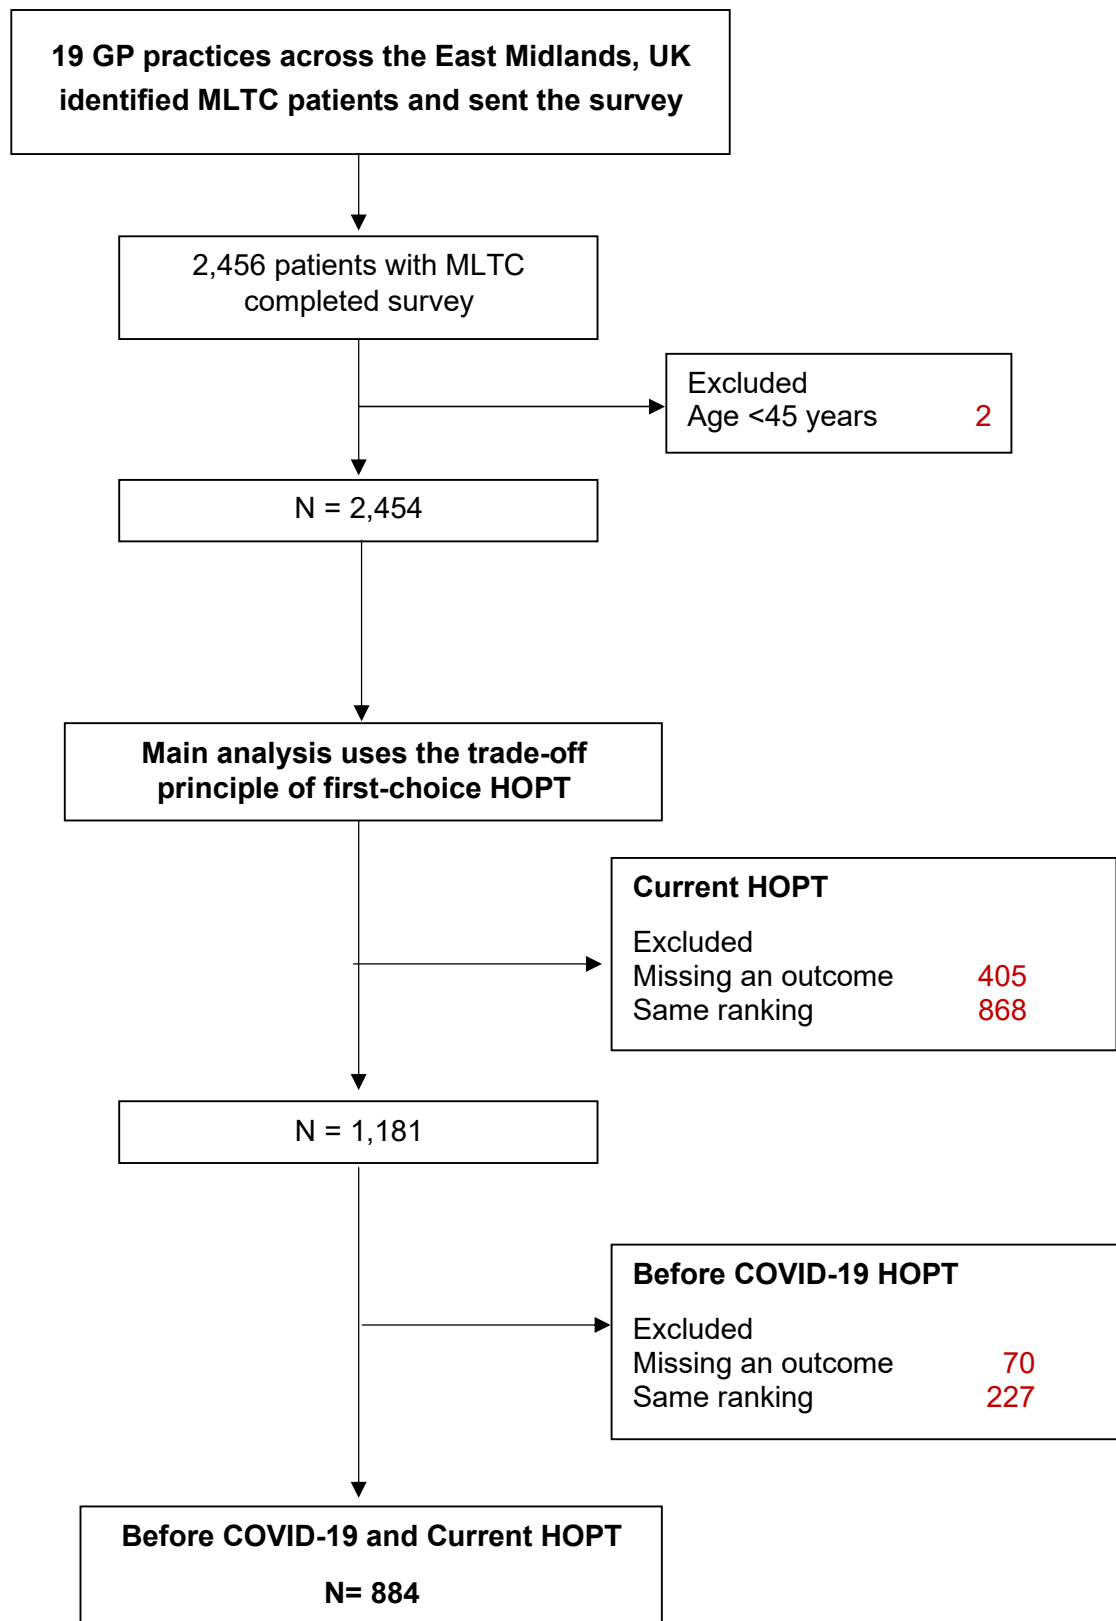 19 GP practices across the East Midlands, UK
identified MLTC patients and sent the survey
2,456 patients with MLTC
completed survey
Excluded
Age <45 years 2
N = 2,454
Main analysis uses the trade-off
principle of first-choice HOPT
Current HOPT
Excluded
Missing an outcome 405
Same ranking 868
N = 1,181
Before COVID-19 HOPT
Excluded
Missing an outcome 70
Same ranking 227
Before COVID-19 and Current HOPT
N= 884